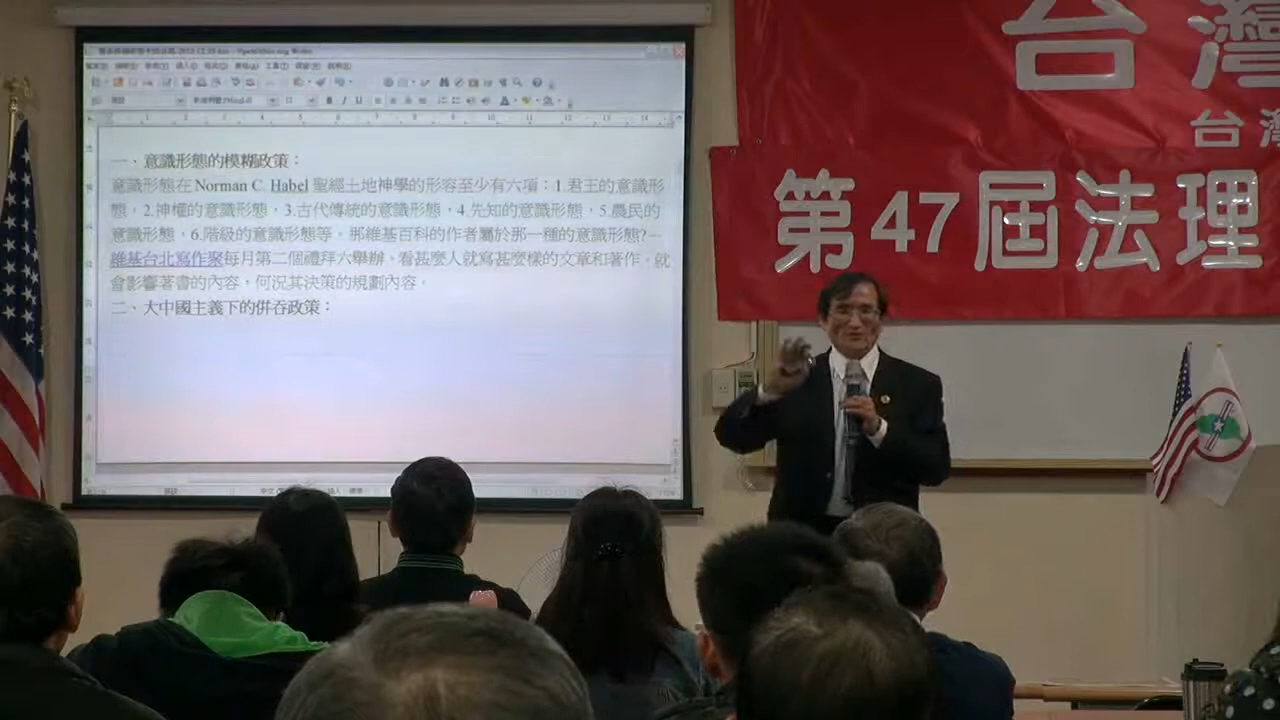 一、意識形態的模糊政策：
意識形態在 Norman C. Habel 聖經土地神學的形容至少有六項：1.君王的意識形
態，2.神權的意識形態，3.古代傳統的意識形態，4.先知的意識形態，5.農民的
意識形態，6.階級的意識形態等。那維基百科的作者屬於那一種的意識形態?
維基台北寫作聚每月第二個禮拜六舉辦。看甚麼人就寫甚麼樣的文章和著作。就
會影響著書的內容，何況其決策的規劃內容。
二、大中國主義下的併吞政策：
台灣
台灣
第47屆法理